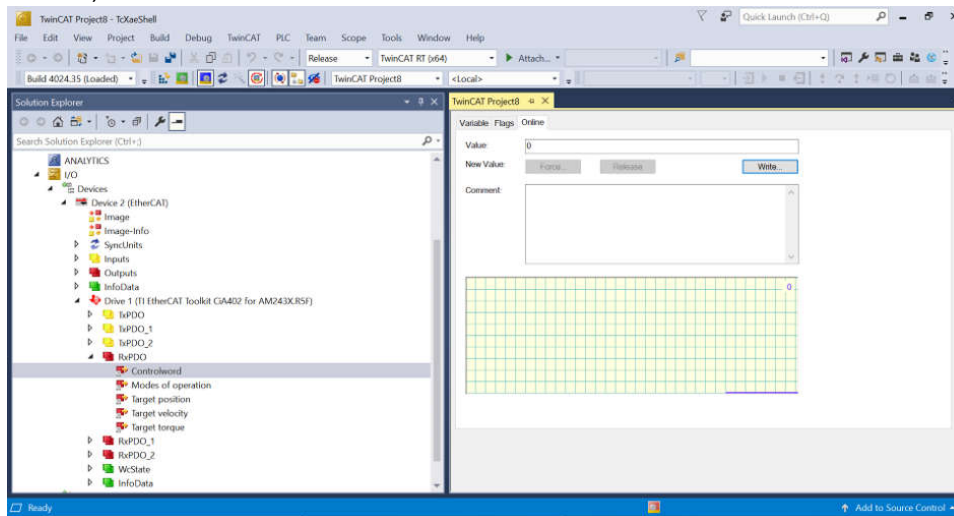 TwinCAT Project8 - TcXaeShell
Quick Launch (Ctrl+Q)
File Edit View Project Build Debug TwinCAT PLC Team Scope Tools Window Help
Release TwinCAT RT (x64) Attach...
Build 4024.35 (Loaded) TwinCAT Project8 <Local>
Solution Explorer
Search Solution Explorer (Ctrl+;)
ANALYTICS
I/O
Devices
Device 2 (EtherCAT)
Image
Image-Info
SyncUnits
Inputs
Outputs
InfoData
Drive 1 (TI EtherCAT Toolkit CiA402 for AM243X.R5F)
TxPDO
TxPDO_1
TxPDO_2
RxPDO
Controlword
Modes of operation
Target position
Target velocity
Target torque
RxPDO_1
RxPDO_2
WcState
InfoData
TwinCAT Project8
Variable Flags Online
Value: 0
New Value: Force... Release Write...
Comment:
0
Ready
Add to Source Control